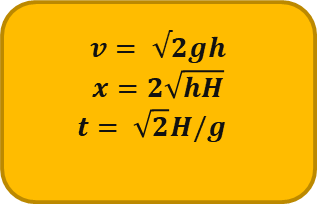 v = √2gh
x = 2√hH
t = √2H/g